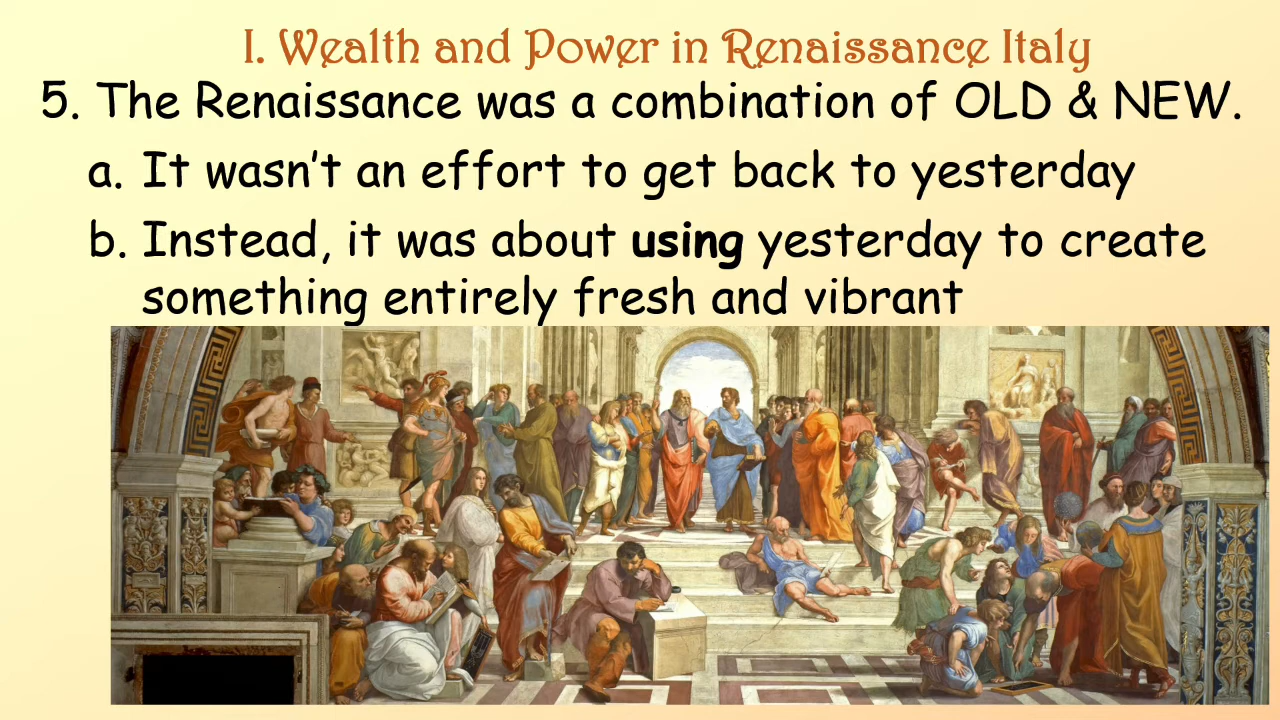 I. Wealth and Power in Renaissance Italy
5. The Renaissance was a combination of OLD & NEW.
a. It wasn’t an effort to get back to yesterday
b. Instead, it was about using yesterday to create
something entirely fresh and vibrant